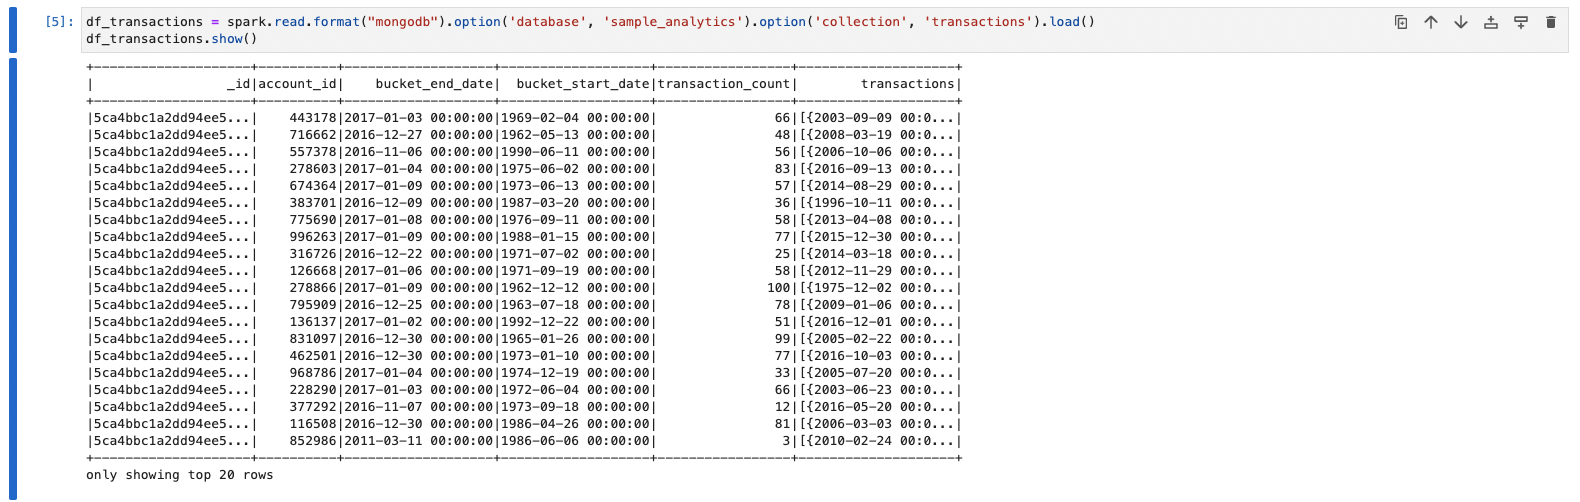 [5]: df_transactions = spark.read.format("mongodb").option('database', 'sample_analytics').option('collection', 'transactions').load()
df_transactions.show()
+--------------------+----------+-------------------+-------------------+-----------------+--------------------+
|                 _id|account_id|    bucket_end_date|  bucket_start_date|transaction_count|        transactions|
+--------------------+----------+-------------------+-------------------+-----------------+--------------------+
|5ca4bbc1a2dd94ee5...|    443178|2017-01-03 00:00:00|1969-02-04 00:00:00|               66|[{2003-09-09 00:0...|
|5ca4bbc1a2dd94ee5...|    716662|2016-12-27 00:00:00|1962-05-13 00:00:00|               48|[{2008-03-19 00:0...|
|5ca4bbc1a2dd94ee5...|    557378|2016-11-06 00:00:00|1990-06-11 00:00:00|               56|[{2006-10-06 00:0...|
|5ca4bbc1a2dd94ee5...|    278603|2017-01-04 00:00:00|1975-06-02 00:00:00|               83|[{2016-09-13 00:0...|
|5ca4bbc1a2dd94ee5...|    674364|2017-01-09 00:00:00|1973-06-13 00:00:00|               57|[{2014-08-29 00:0...|
|5ca4bbc1a2dd94ee5...|    383701|2016-12-09 00:00:00|1987-03-20 00:00:00|               36|[{1996-10-11 00:0...|
|5ca4bbc1a2dd94ee5...|    775690|2017-01-08 00:00:00|1976-09-11 00:00:00|               58|[{2013-04-08 00:0...|
|5ca4bbc1a2dd94ee5...|    996263|2017-01-09 00:00:00|1988-01-15 00:00:00|               77|[{2015-12-30 00:0...|
|5ca4bbc1a2dd94ee5...|    316726|2016-12-22 00:00:00|1971-07-02 00:00:00|               25|[{2014-03-18 00:0...|
|5ca4bbc1a2dd94ee5...|    126668|2017-01-06 00:00:00|1971-09-19 00:00:00|               58|[{2012-11-29 00:0...|
|5ca4bbc1a2dd94ee5...|    278866|2017-01-09 00:00:00|1962-12-12 00:00:00|              100|[{1975-12-02 00:0...|
|5ca4bbc1a2dd94ee5...|    795909|2016-12-25 00:00:00|1963-07-18 00:00:00|               78|[{2009-01-06 00:0...|
|5ca4bbc1a2dd94ee5...|    136137|2017-01-02 00:00:00|1992-12-22 00:00:00|               51|[{2016-12-01 00:0...|
|5ca4bbc1a2dd94ee5...|    831097|2016-12-30 00:00:00|1965-01-26 00:00:00|               99|[{2005-02-22 00:0...|
|5ca4bbc1a2dd94ee5...|    462501|2016-12-30 00:00:00|1973-01-10 00:00:00|               77|[{2016-10-03 00:0...|
|5ca4bbc1a2dd94ee5...|    968786|2017-01-04 00:00:00|1974-12-19 00:00:00|               33|[{2005-07-20 00:0...|
|5ca4bbc1a2dd94ee5...|    228290|2017-01-03 00:00:00|1972-06-04 00:00:00|               66|[{2003-06-23 00:0...|
|5ca4bbc1a2dd94ee5...|    377292|2016-11-07 00:00:00|1973-09-18 00:00:00|               12|[{2016-05-20 00:0...|
|5ca4bbc1a2dd94ee5...|    116508|2016-12-30 00:00:00|1986-04-26 00:00:00|               81|[{2006-03-03 00:0...|
|5ca4bbc1a2dd94ee5...|    852986|2011-03-11 00:00:00|1986-06-06 00:00:00|                3|[{2010-02-24 00:0...|
+--------------------+----------+-------------------+-------------------+-----------------+--------------------+
only showing top 20 rows